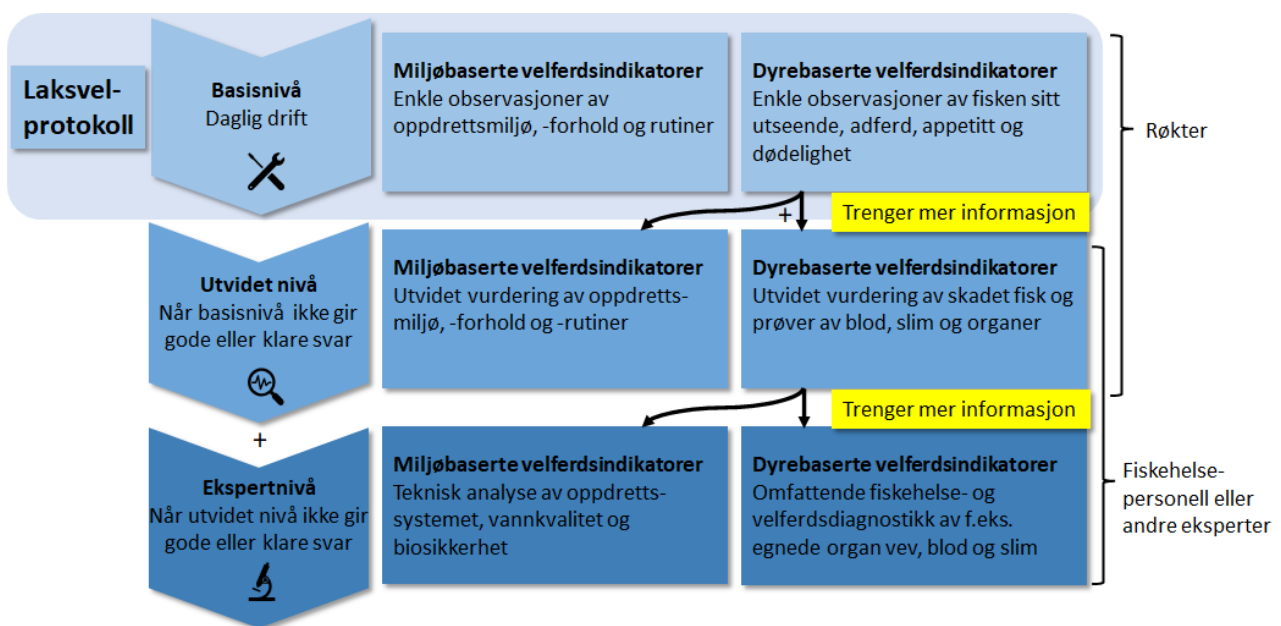 Laksvel-
protokoll
Basisnivå
Daglig drift
Miljøbaserte velferdsindikatorer
Enkle observasjoner av
oppdrettsmiljø, -forhold og rutiner
Dyrebaserte velferdsindikatorer
Enkle observasjoner av fisken sitt
utseende, adferd, appetitt og
dødelighet
Røkter
+
Trenger mer informasjon
Utvidet nivå
Når basisnivå ikke gir
gode eller klare svar
Miljøbaserte velferdsindikatorer
Utvidet vurdering av oppdretts-
miljø, -forhold og -rutiner
Dyrebaserte velferdsindikatorer
Utvidet vurdering av skadet fisk og
prøver av blod, slim og organer
Trenger mer informasjon
+
Ekspertnivå
Når utvidet nivå ikke gir
gode eller klare svar
Miljøbaserte velferdsindikatorer
Teknisk analyse av oppdretts-
systemet, vannkvalitet og
biosikkerhet
Dyrebaserte velferdsindikatorer
Omfattende fiskehelse- og
velferdsdiagnostikk av f.eks.
egnede organ vev, blod og slim
Fiskehelse-
personell eller
andre eksperter